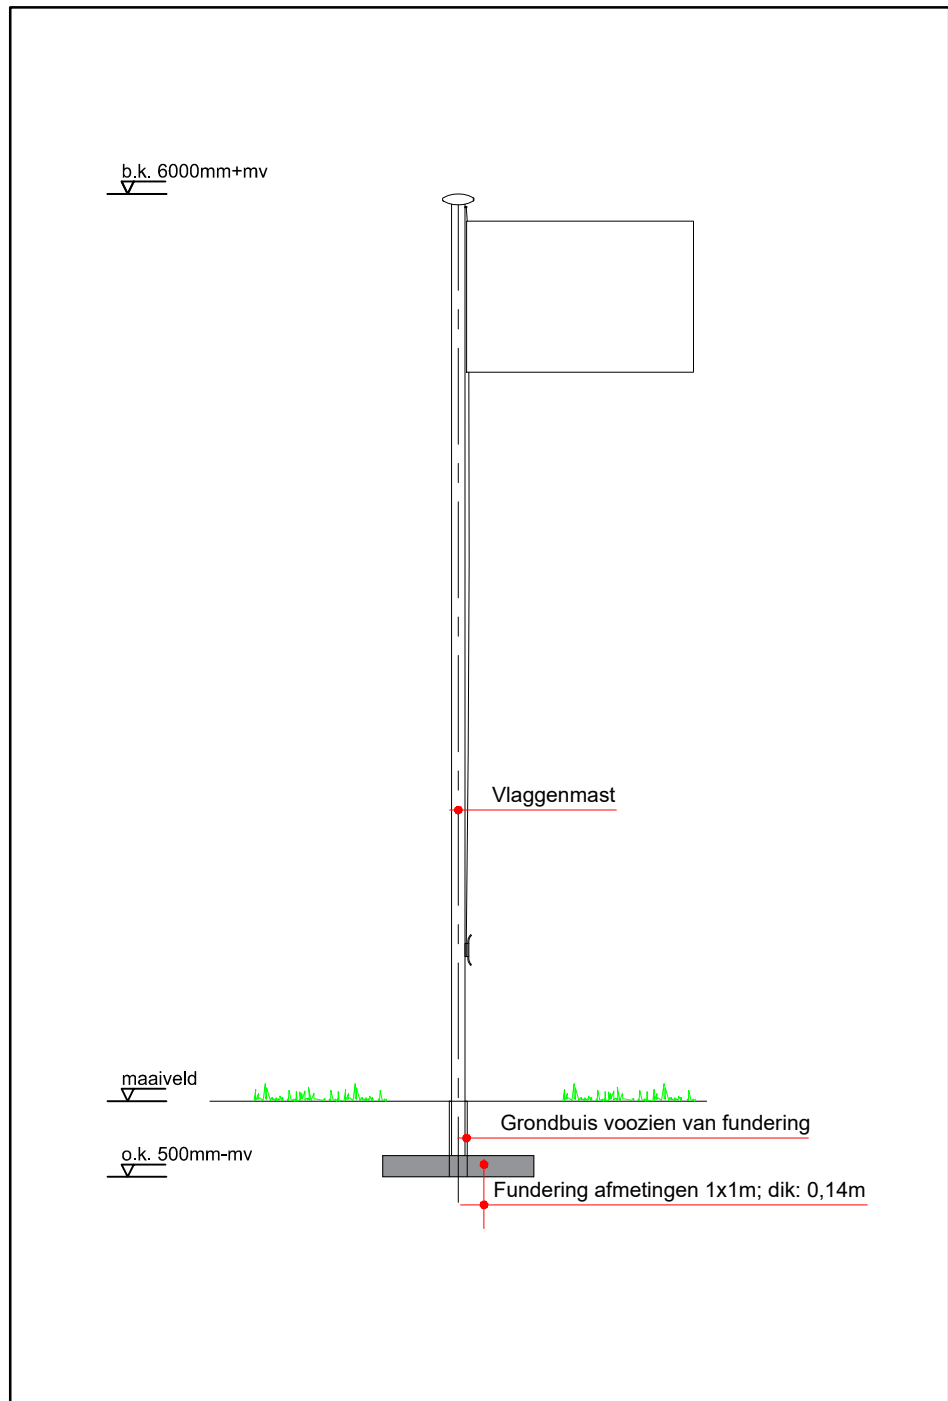 b.k. 6000mm+mv
Vlaggenmast
maaiveld
Grondbuis voozien van fundering
o.k. 500mm-mv
Fundering afmetingen 1x1m; dik: 0,14m